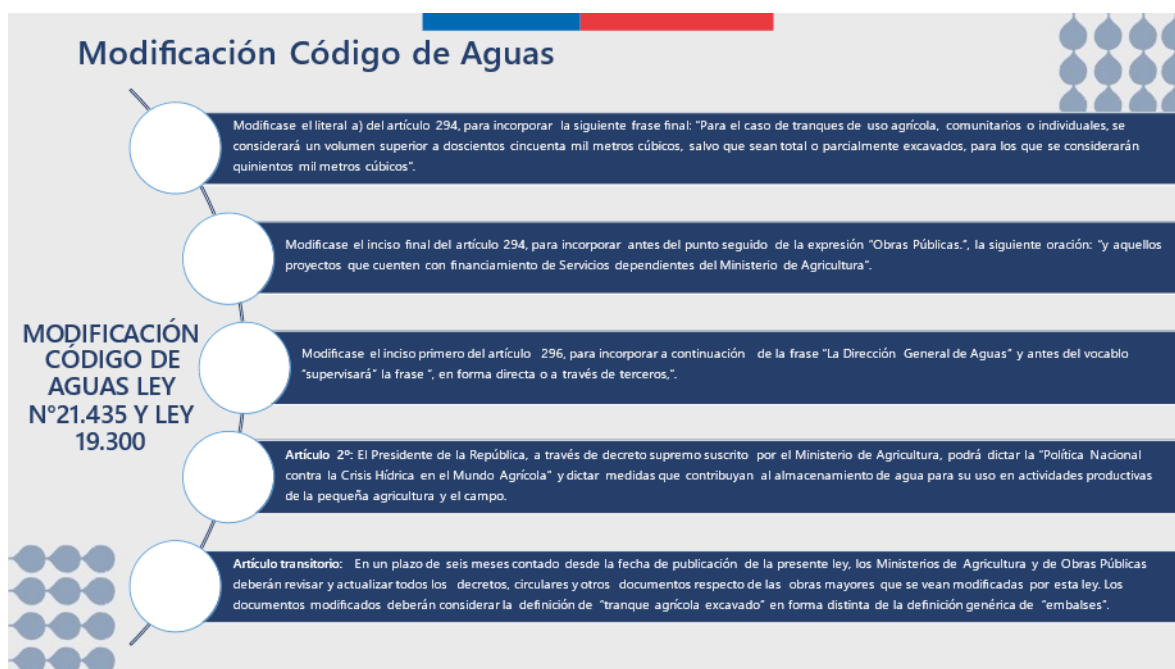 Modificación Código de Aguas
Modificase el literal a) del artículo 294, para incorporar la siguiente frase final: "Para el caso de tranques de uso agrícola, comunitarios o individuales, se
considerará un volumen superior a doscientos cincuenta mil metros cúbicos, salvo que sean total o parcialmente excavados, para los que se considerarán
quinientos mil metros cúbicos".
Modificase el inciso final del artículo 294, para incorporar antes del punto seguido de la expresión "Obras Públicas.", la siguiente oración: "y aquellos
proyectos que cuenten con financiamiento de Servicios dependientes del Ministerio de Agricultura".
MODIFICACIÓN
CÓDIGO DE
AGUAS LEY
N°21.435 Y LEY
19.300
Modificase el inciso primero del artículo 296, para incorporar a continuación de la frase "La Dirección General de Aguas" y antes del vocablo
"supervisará" la frase ", en forma directa o a través de terceros,".
Artículo 2º: El Presidente de la República, a través de decreto supremo suscrito por el Ministerio de Agricultura, podrá dictar la "Política Nacional
contra la Crisis Hídrica en el Mundo Agrícola" y dictar medidas que contribuyan al almacenamiento de agua para su uso en actividades productivas
de la pequeña agricultura y el campo.
Artículo transitorio: En un plazo de seis meses contado desde la fecha de publicación de la presente ley, los Ministerios de Agricultura y de Obras Públicas
deberán revisar y actualizar todos los decretos, circulares y otros documentos respecto de las obras mayores que se vean modificadas por esta ley. Los
documentos modificados deberán considerar la definición de "tranque agrícola excavado" en forma distinta de la definición genérica de "embalses".